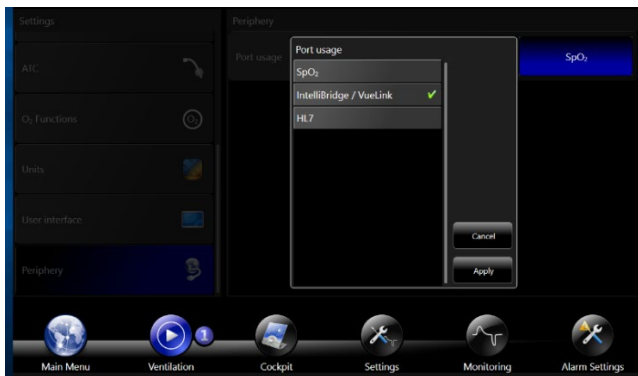 Settings
Periphery
ATC
O₂ Functions
Units
User interface
Periphery
Port usage
SpO₂
Port usage
SpO₂
IntelliBridge / VueLink
HL7
Cancel
Apply
1
Main Menu
Ventilation
Cockpit
Settings
Monitoring
Alarm Settings